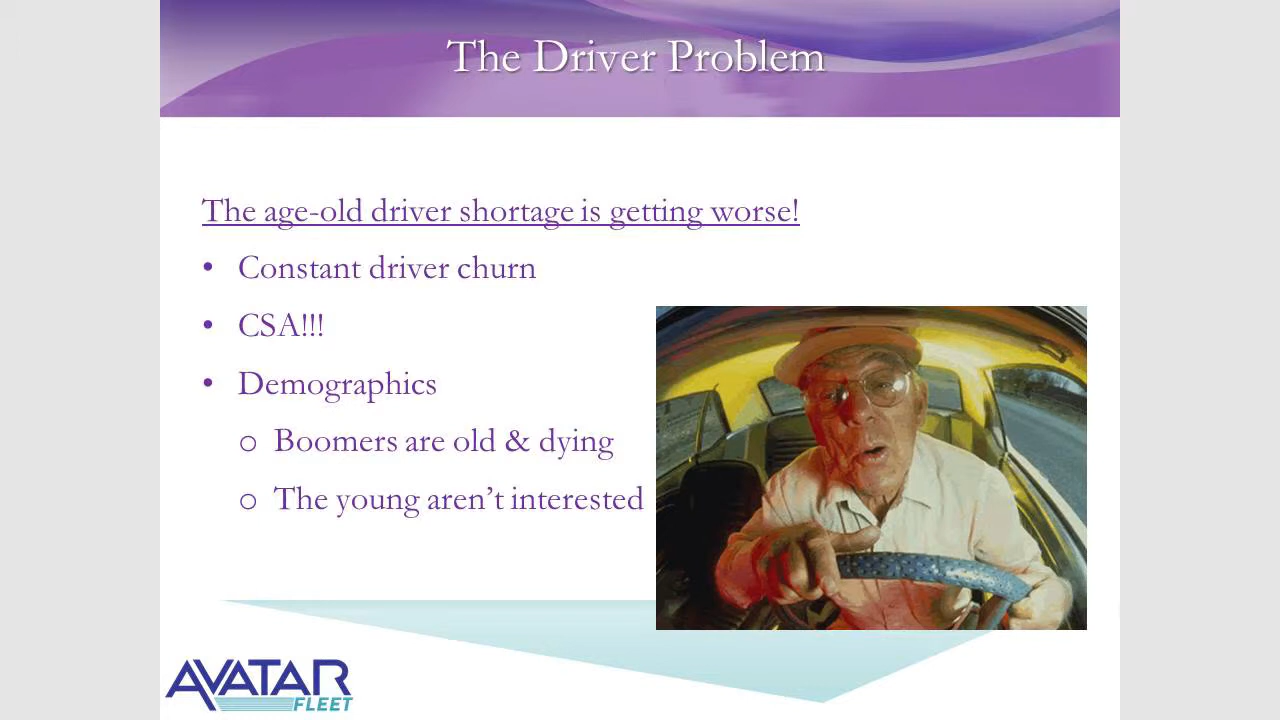 The Driver Problem
The age-old driver shortage is getting worse!
• Constant driver churn
• CSA!!!
• Demographics
o Boomers are old & dying
o The young aren’t interested
AVATAR
FLEET